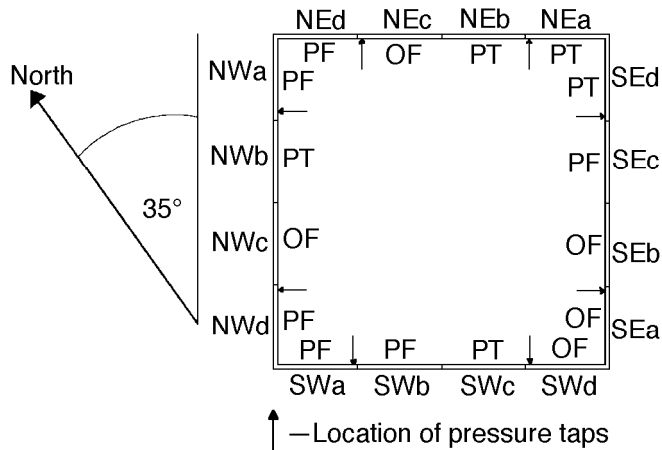 NEd NEc NEb NEa
PF OF PT PT
North
NWa PF PT SEd
NWb PT PF SEc
35°
NWc OF OF SEb
NWd PF OF SEa
PF PF PT OF
SWa SWb SWc SWd
—Location of pressure taps